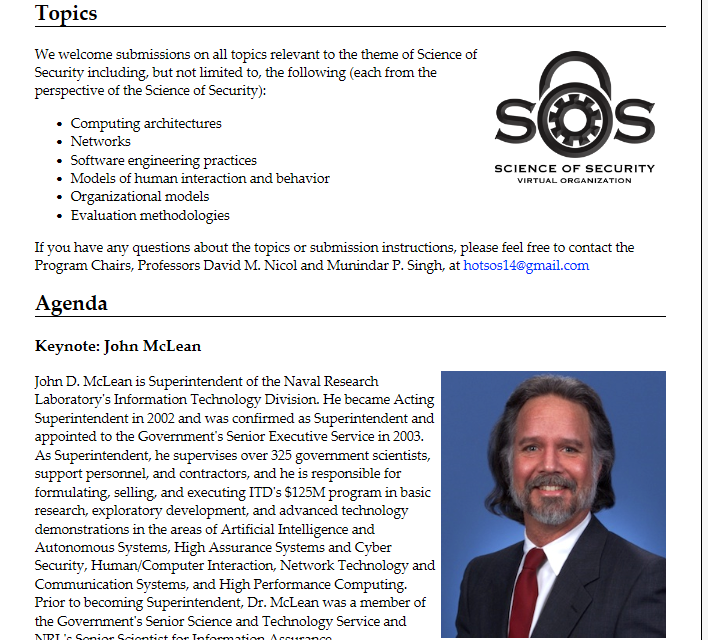 Topics
We welcome submissions on all topics relevant to the theme of Science of
Security including, but not limited to, the following (each from the
perspective of the Science of Security):
• Computing architectures
• Networks
• Software engineering practices
• Models of human interaction and behavior
• Organizational models
• Evaluation methodologies
SOS
SCIENCE OF SECURITY
VIRTUAL ORGANIZATION
If you have any questions about the topics or submission instructions, please feel free to contact the
Program Chairs, Professors David M. Nicol and Munindar P. Singh, at hotsos14@gmail.com
Agenda
Keynote: John McLean
John D. McLean is Superintendent of the Naval Research
Laboratory's Information Technology Division. He became Acting
Superintendent in 2002 and was confirmed as Superintendent and
appointed to the Government's Senior Executive Service in 2003.
As Superintendent, he supervises over 325 government scientists,
support personnel, and contractors, and he is responsible for
formulating, selling, and executing ITD's $125M program in basic
research, exploratory development, and advanced technology
demonstrations in the areas of Artificial Intelligence and
Autonomous Systems, High Assurance Systems and Cyber
Security, Human/Computer Interaction, Network Technology and
Communication Systems, and High Performance Computing.
Prior to becoming Superintendent, Dr. McLean was a member of
the Government's Senior Science and Technology Service and
NRL's Senior Scientist for Information Assurance.